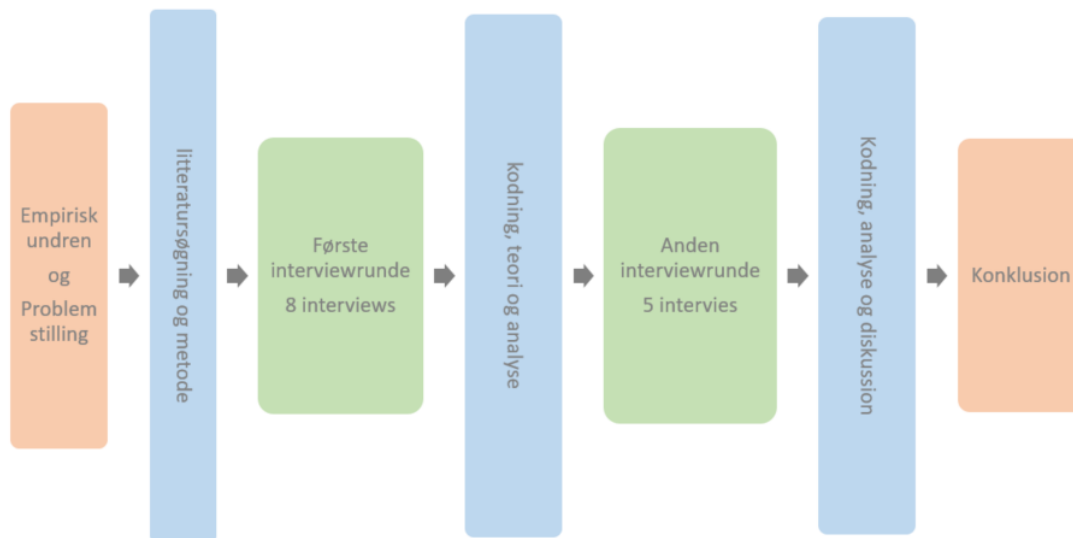 Empirisk
undren
og
Problem
stilling
litteratursøgning og metode
Første
interviewrunde
8 interviews
kodning, teori og analyse
Anden
interviewrunde
5 intervies
Kodning, analyse og diskussion
Konklusion